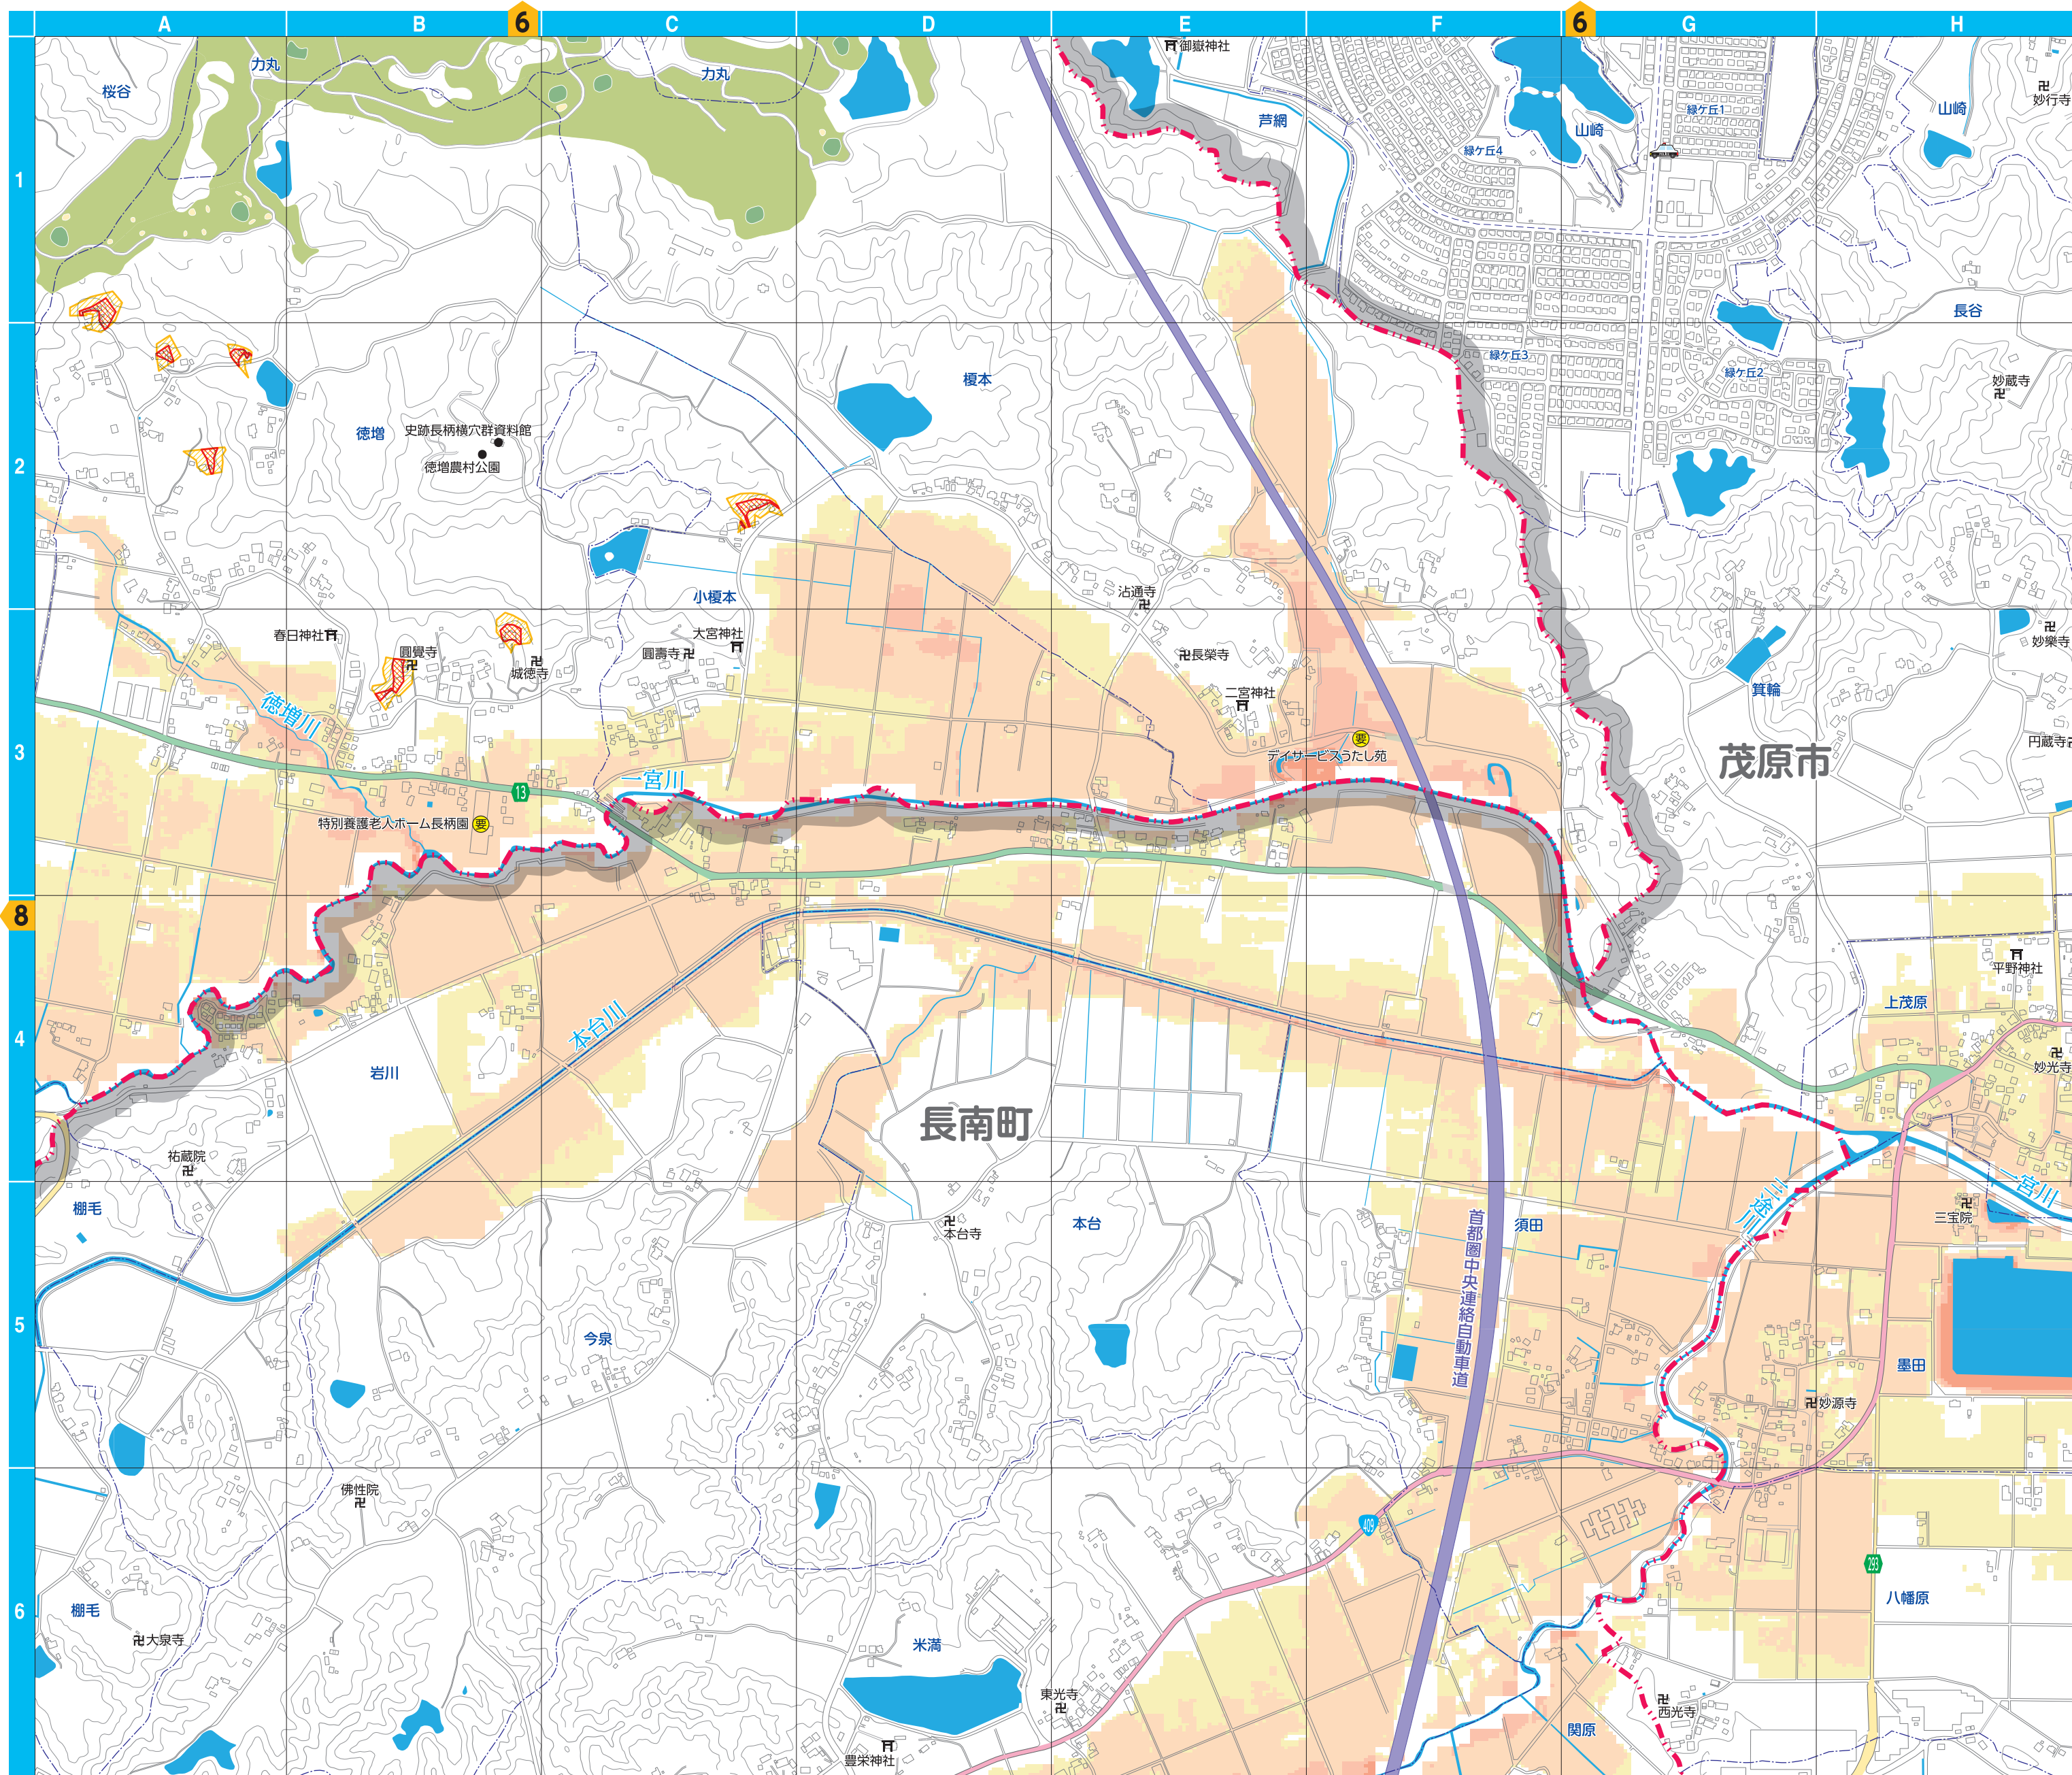 A
B
6
C
D
E
F
6
G
H
力丸
力丸
桜谷
御嶽神社
芦網
緑ケ丘1
山崎
緑ケ丘4
山崎
妙行寺
1
長谷
緑ケ丘3
緑ケ丘2
妙蔵寺
榎本
徳増
史跡長柄横穴群資料館
徳増農村公園
2
沾通寺
小榎本
春日神社
大宮神社
圓覺寺
圓壽寺
長榮寺
城徳寺
二宮神社
妙樂寺
箕輪
徳増川
3
デイサービスうたし苑
円蔵寺
茂原市
一宮川
13
特別養護老人ホーム長柄園
要
要
8
平野神社
上茂原
本台川
4
岩川
妙光寺
長南町
祐蔵院
棚毛
三途川
一宮川
三宝院
本台寺
本台
須田
首都圏中央連絡自動車道
5
今泉
墨田
妙源寺
佛性院
409
293
6
棚毛
八幡原
大泉寺
米満
東光寺
西光寺
関原
豊栄神社